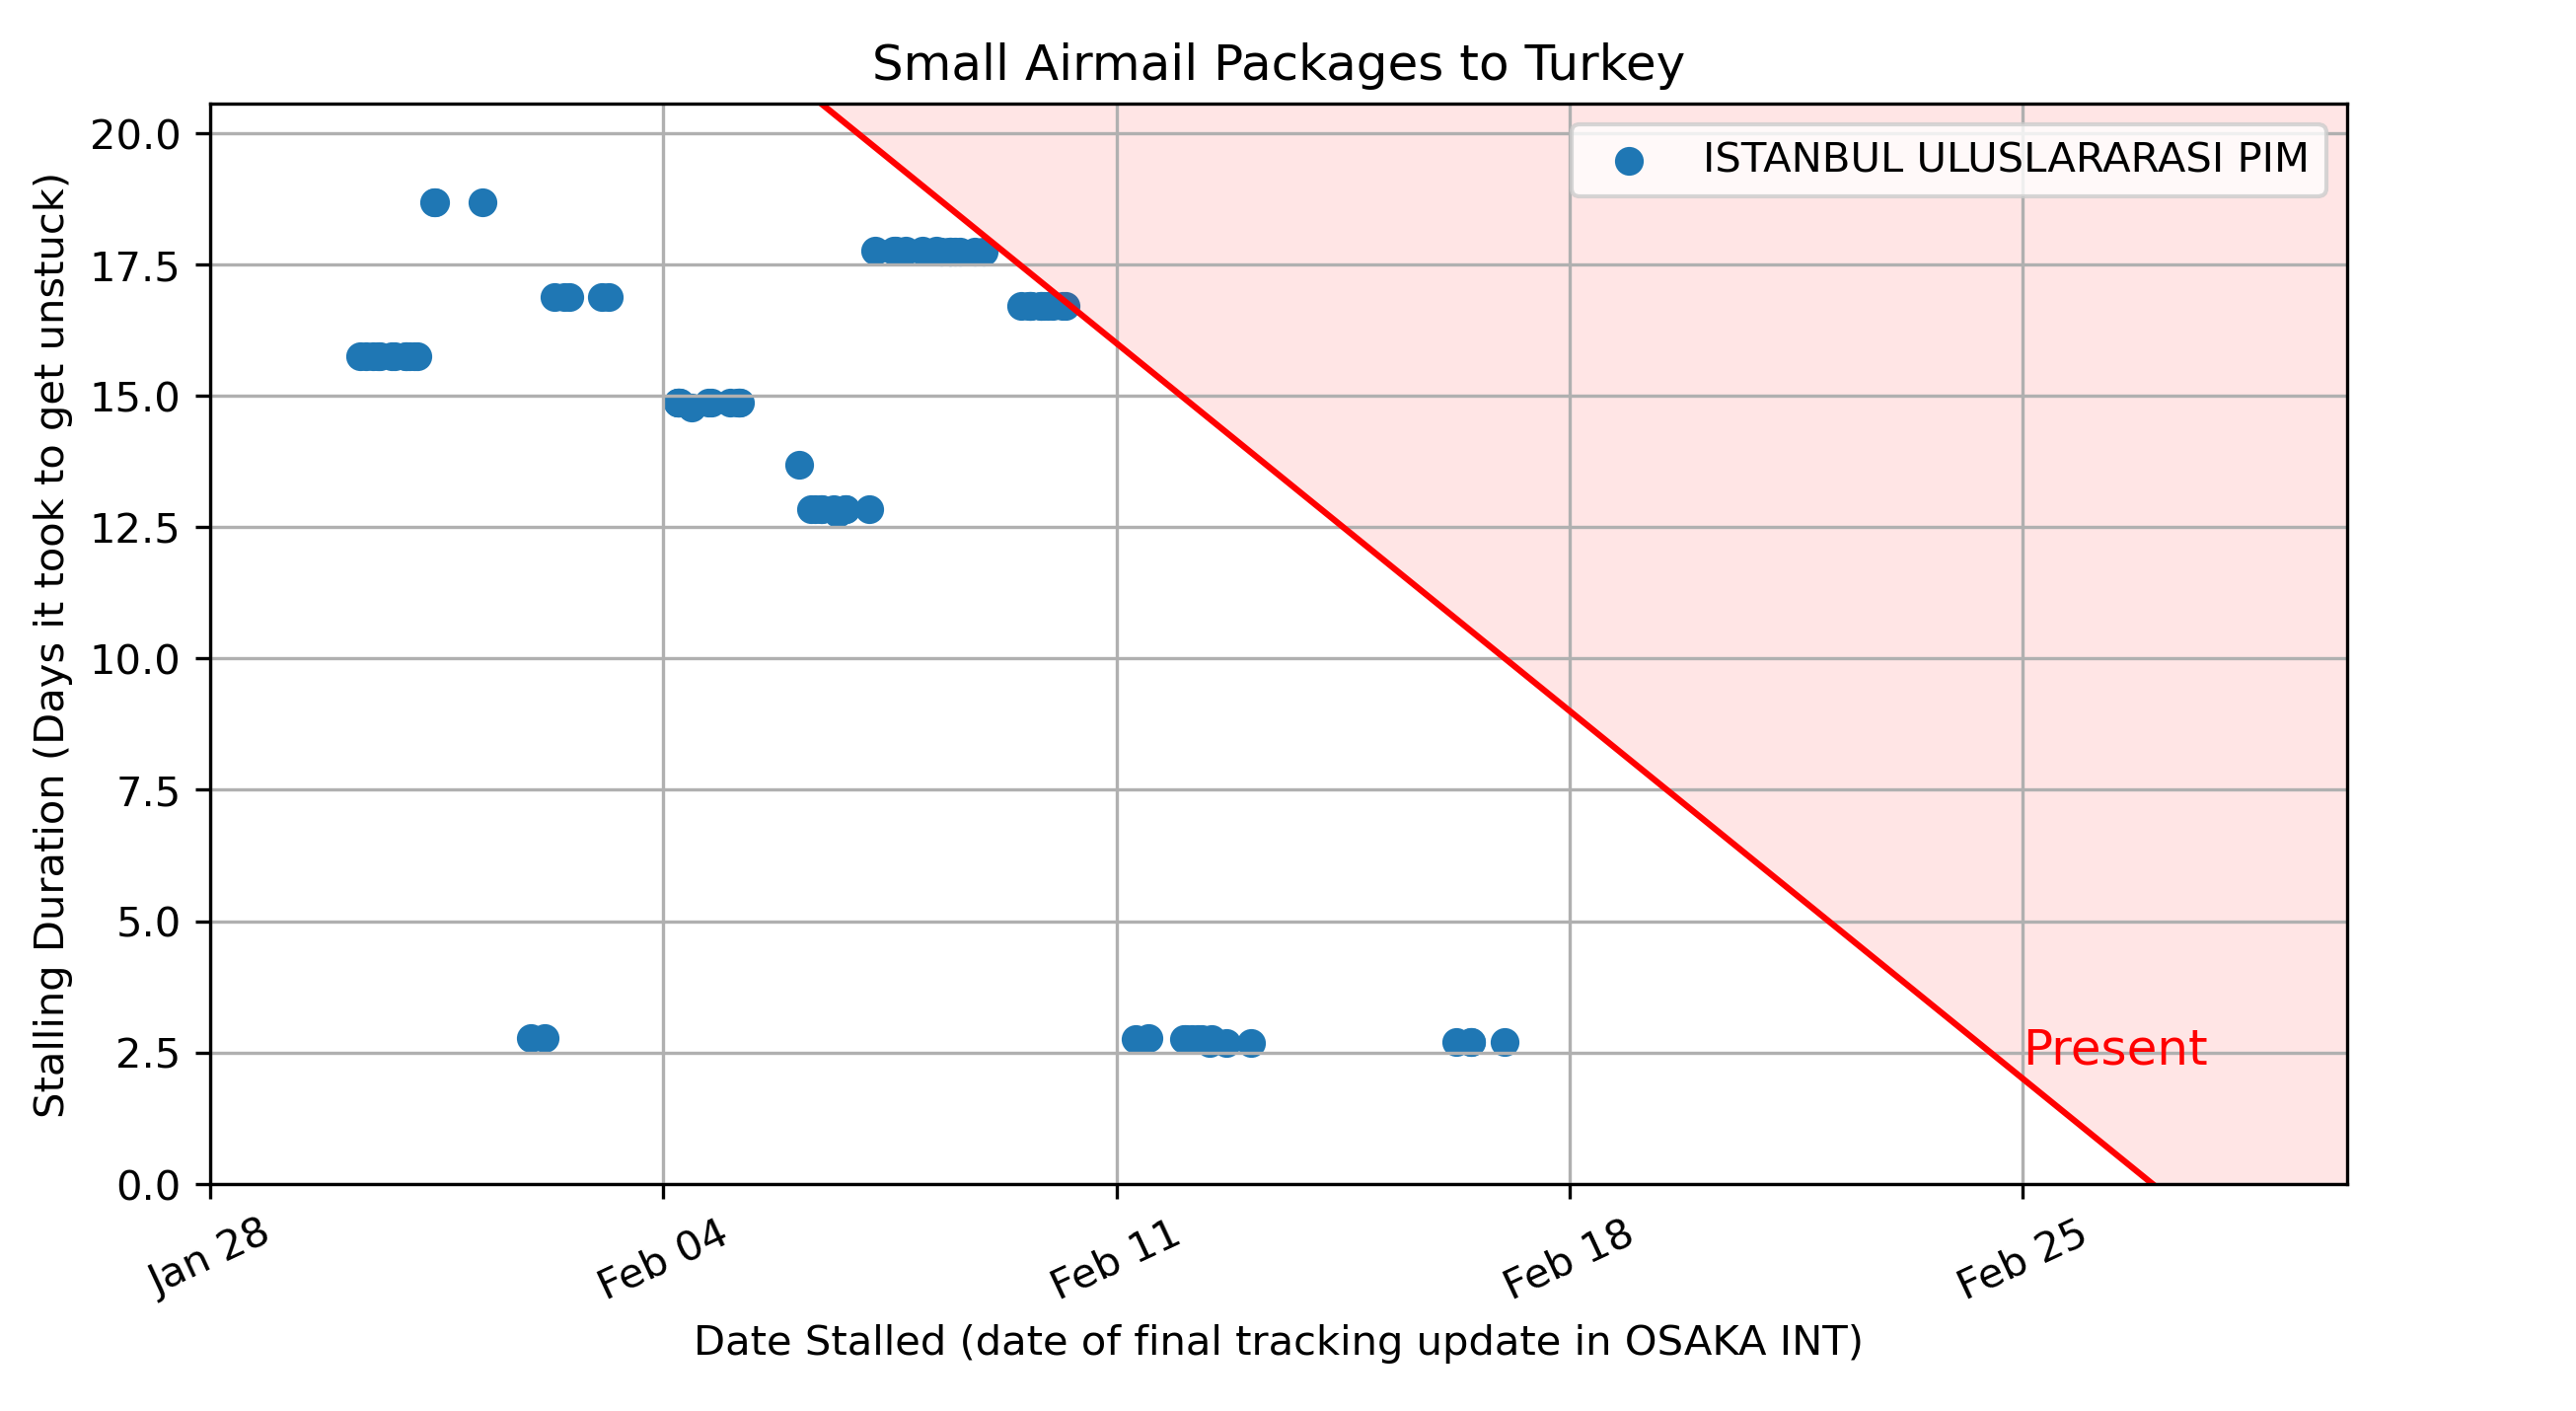 Small Airmail Packages to Turkey
ISTANBUL ULUSLARARASI PIM
Stalling Duration (Days it took to get unstuck)
20.0
17.5
15.0
12.5
10.0
7.5
5.0
2.5
0.0
Present
Jan 28
Feb 04
Feb 11
Feb 18
Feb 25
Date Stalled (date of final tracking update in OSAKA INT)